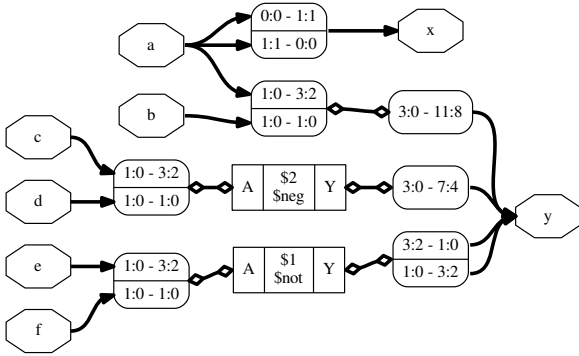 0:0 - 1:1
1:1 - 0:0
x
a
1:0 - 3:2
1:0 - 1:0
3:0 - 11:8
b
c
1:0 - 3:2
1:0 - 1:0
A
$2
$neg
Y
3:0 - 7:4
d
y
e
1:0 - 3:2
1:0 - 1:0
A
$1
$not
Y
3:2 - 1:0
1:0 - 3:2
f